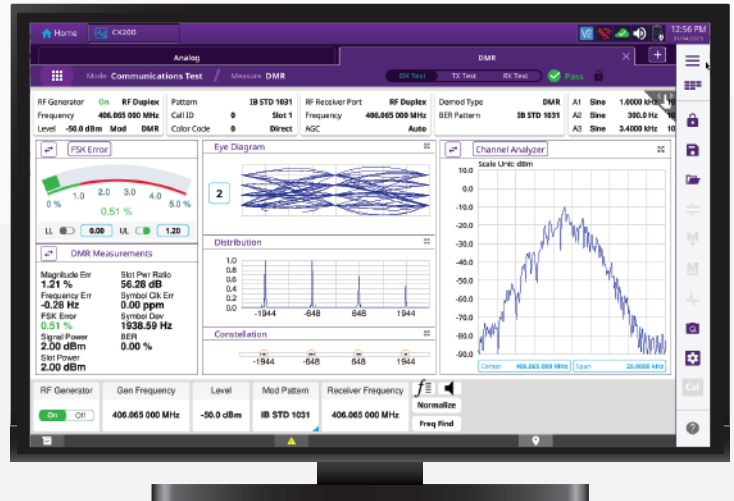 Home CX200 12:56 PM
Analog DMR
Mode Communications Test / Measure DMR DX Test TX Test RX Test Pass
RF Generator On RF Duplex Pattern IB STD 1031 RF Receiver Port RF Duplex Demod Type DMR A1 Sine 1.0000 kHz 10
Frequency 406.065 000 MHz Call ID 0 Slot 1 Frequency 406.065 000 MHz BER Pattern IB STD 1031 A2 Sine 300.0 Hz 10
Level -50.0 dBm Mod DMR Color Code 0 Direct AGC Auto A3 Sine 3.4000 kHz 10
FSK Error
0 % 1.0 2.0 3.0 4.0 5.0 %
0.51 %
LL 0.00 UL 1.20
DMR Measurements
Magnitude Err
1.21 %
Frequency Err
-0.28 Hz
FSK Error
0.51 %
Signal Power
2.00 dBm
Slot Power
2.00 dBm
Slot Pwr Ratio
56.28 dB
Symbol Clk Err
0.00 ppm
Symbol Dev
1938.59 Hz
BER
0.00 %
Eye Diagram
2
Distribution
1.0
0.8
0.6
0.4
0.2
0.0
-1944 -648 648 1944
Constellation
-1944 -648 648 1944
Channel Analyzer
Scale Unit: dBm
10.0
0.0
-10.0
-20.0
-30.0
-40.0
-50.0
-60.0
-70.0
-80.0
-90.0
Center 406.065 000 MHz Span 20.0000 kHz
RF Generator Gen Frequency Level Mod Pattern Receiver Frequency
On Off 406.065 000 MHz -50.0 dBm IB STD 1031 406.065 000 MHz
Normalize
Freq Find
M
M
Cal